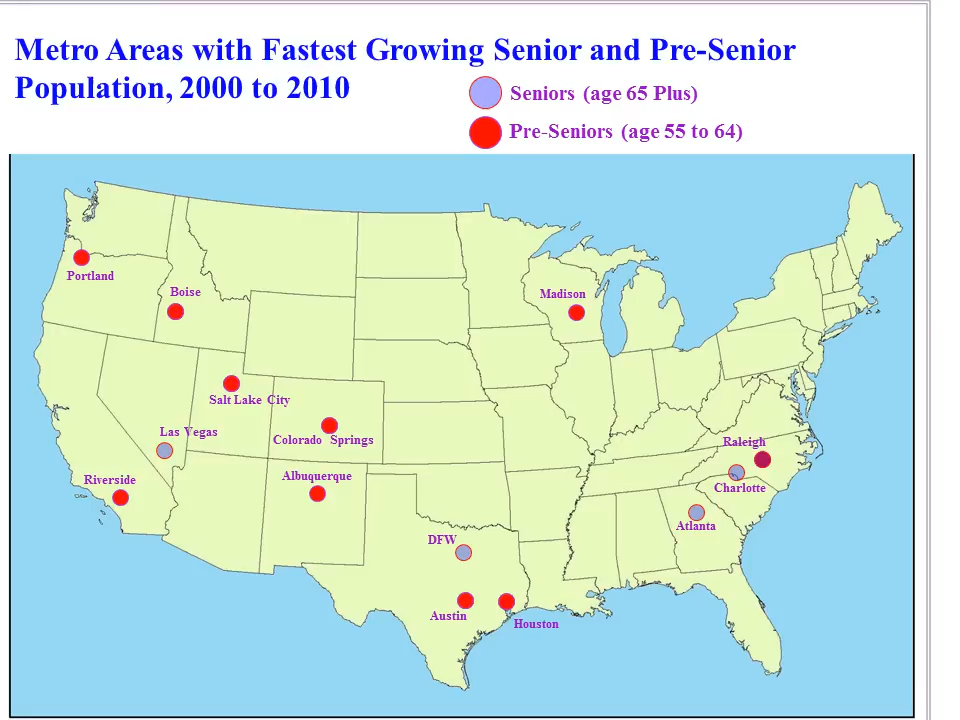 Metro Areas with Fastest Growing Senior and Pre-Senior
Population, 2000 to 2010
Seniors (age 65 Plus)
Pre-Seniors (age 55 to 64)
Portland
Boise
Madison
Salt Lake City
Las Vegas
Colorado Springs
Raleigh
Riverside
Albuquerque
Charlotte
Atlanta
DFW
Austin
Houston